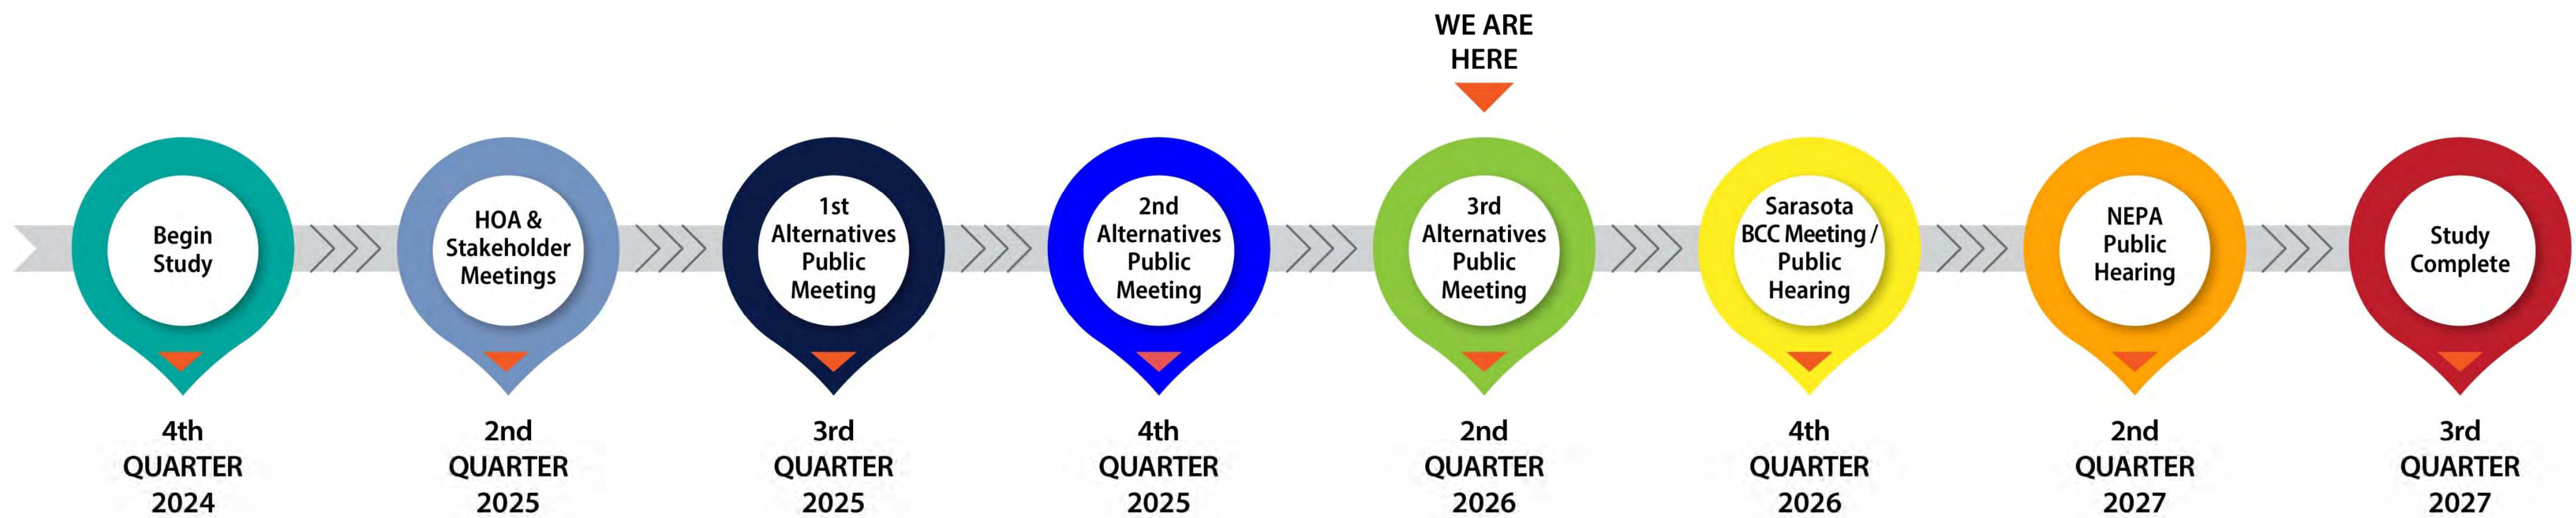 WE ARE
HERE
Begin
Study
HOA &
Stakeholder
Meetings
1st
Alternatives
Public
Meeting
2nd
Alternatives
Public
Meeting
3rd
Alternatives
Public
Meeting
Sarasota
BCC Meeting /
Public
Hearing
NEPA
Public
Hearing
Study
Complete
4th
QUARTER
2024
2nd
QUARTER
2025
3rd
QUARTER
2025
4th
QUARTER
2025
2nd
QUARTER
2026
4th
QUARTER
2026
2nd
QUARTER
2027
3rd
QUARTER
2027